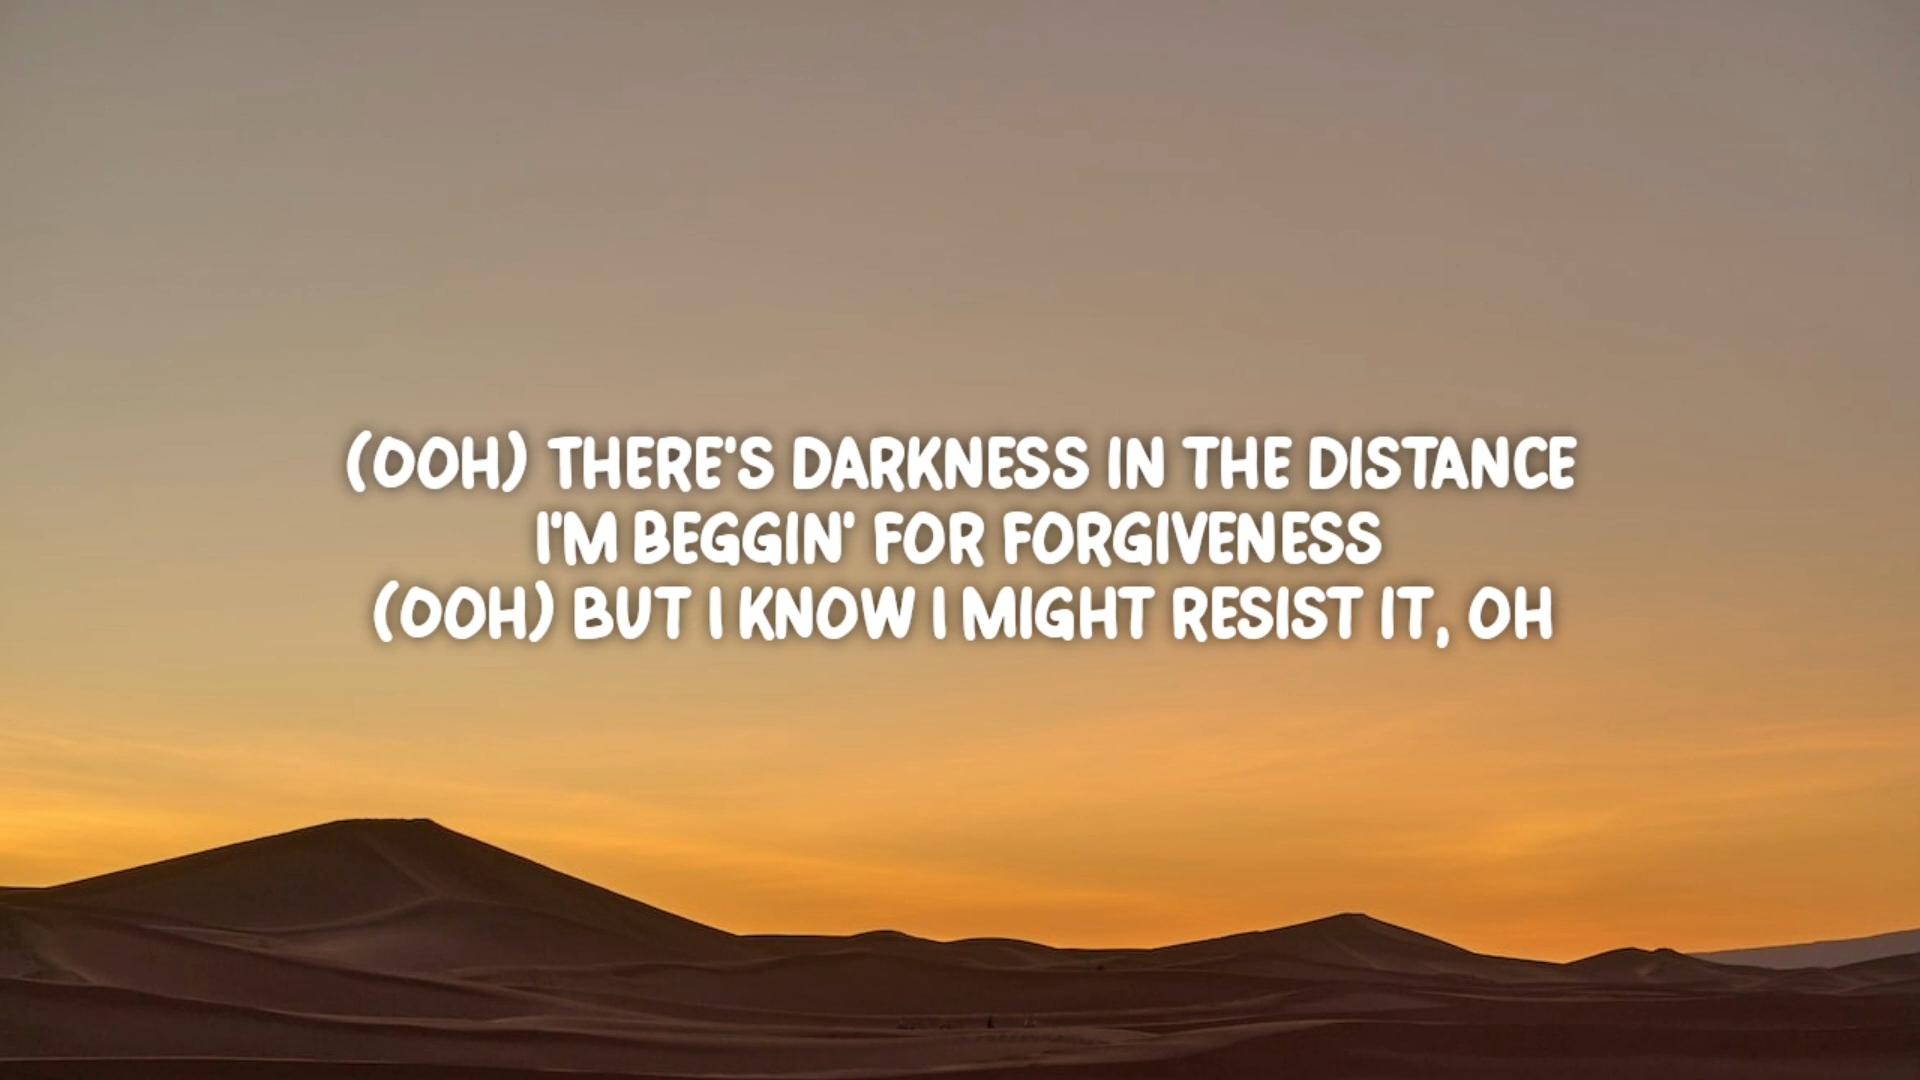 (OOH) THERE'S DARKNESS IN THE DISTANCE
I'M BEGGIN' FOR FORGIVENESS
(OOH) BUT I KNOW I MIGHT RESIST IT, OH